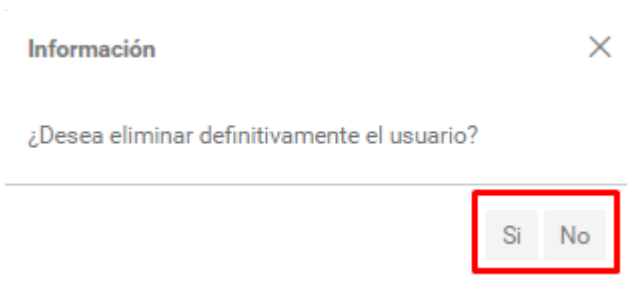 Información
¿Desea eliminar definitivamente el usuario?
Si No